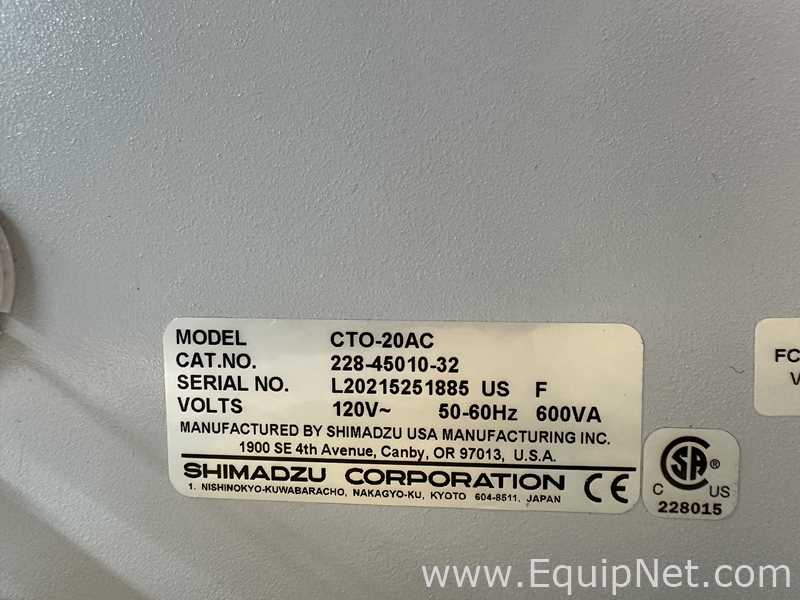 MODEL CTO-20AC
CAT.NO. 228-45010-32
SERIAL NO. L20215251885 US F
VOLTS 120V~ 50-60Hz 600VA
MANUFACTURED BY SHIMADZU USA MANUFACTURING INC.
1900 SE 4th Avenue, Canby, OR 97013, U.S.A.
SHIMADZU CORPORATION CE
1. NISHINOKYO-KUWABARACHO, NAKAGYO-KU, KYOTO 604-8511, JAPAN
FC
V
SA ®
C US
228015
www.EquipNet.com